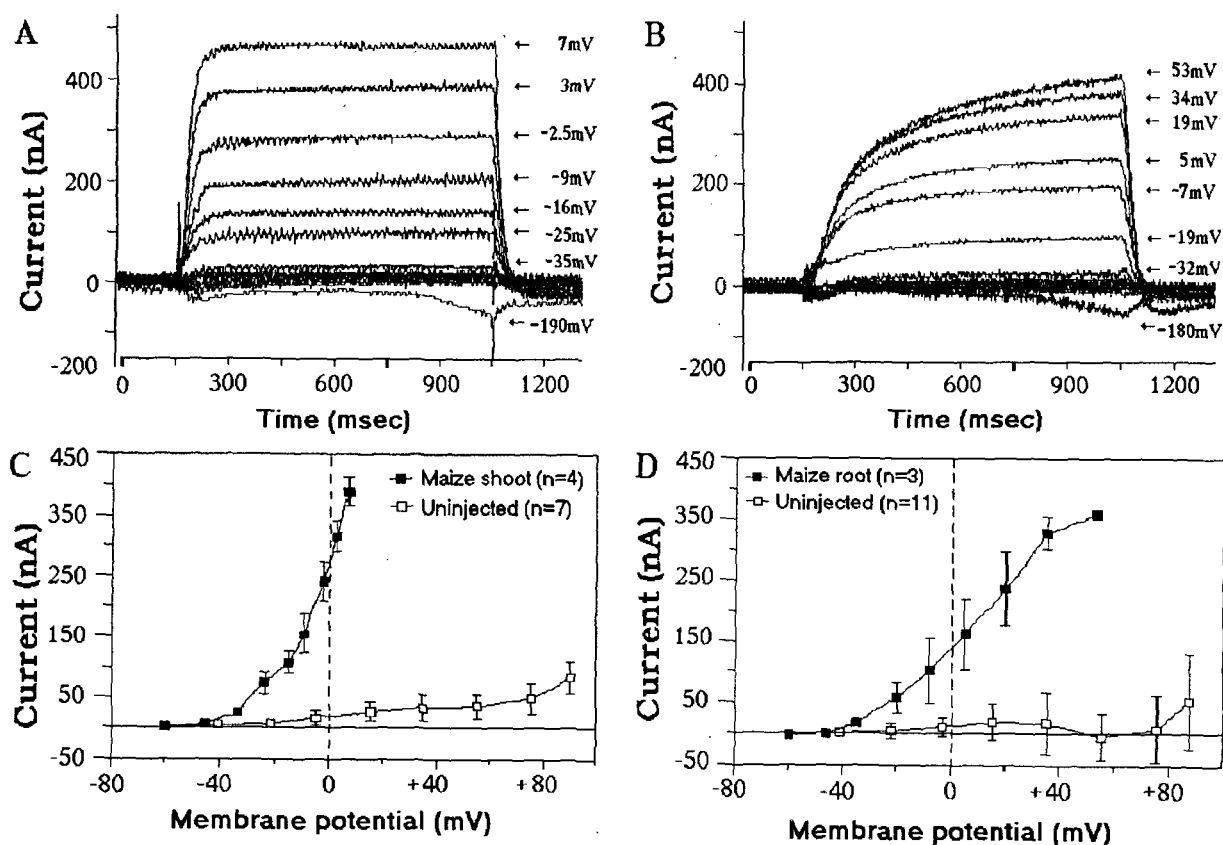 A
Current (nA)
400
200
0
-200
7mV
3mV
-2.5mV
-9mV
-16mV
-25mV
-35mV
-190mV
0 300 600 900 1200
Time (msec)
B
Current (nA)
400
200
0
-200
53mV
34mV
19mV
5mV
-7mV
-19mV
-32mV
-180mV
0 300 600 900 1200
Time (msec)
C
Current (nA)
450
350
250
150
50
-50
Maize shoot (n=4)
Uninjected (n=7)
-80 -40 0 +40 +80
Membrane potential (mV)
D
Current (nA)
450
350
250
150
50
-50
Maize root (n=3)
Uninjected (n=11)
-80 -40 0 +40 +80
Membrane potential (mV)